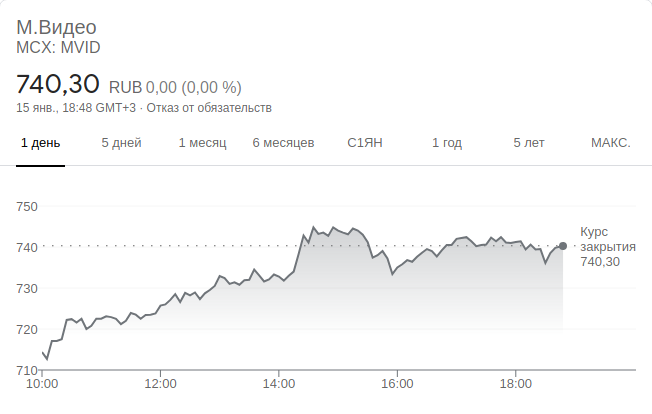 М.Видео
MCX: MVID
740,30 RUB 0,00 (0,00 %)
15 янв., 18:48 GMT+3 · Отказ от обязательств
1 день 5 дней 1 месяц 6 месяцев С1ЯН 1 год 5 лет МАКС.
750
740
730
720
710
Курс
закрытия
740,30
10:00 12:00 14:00 16:00 18:00